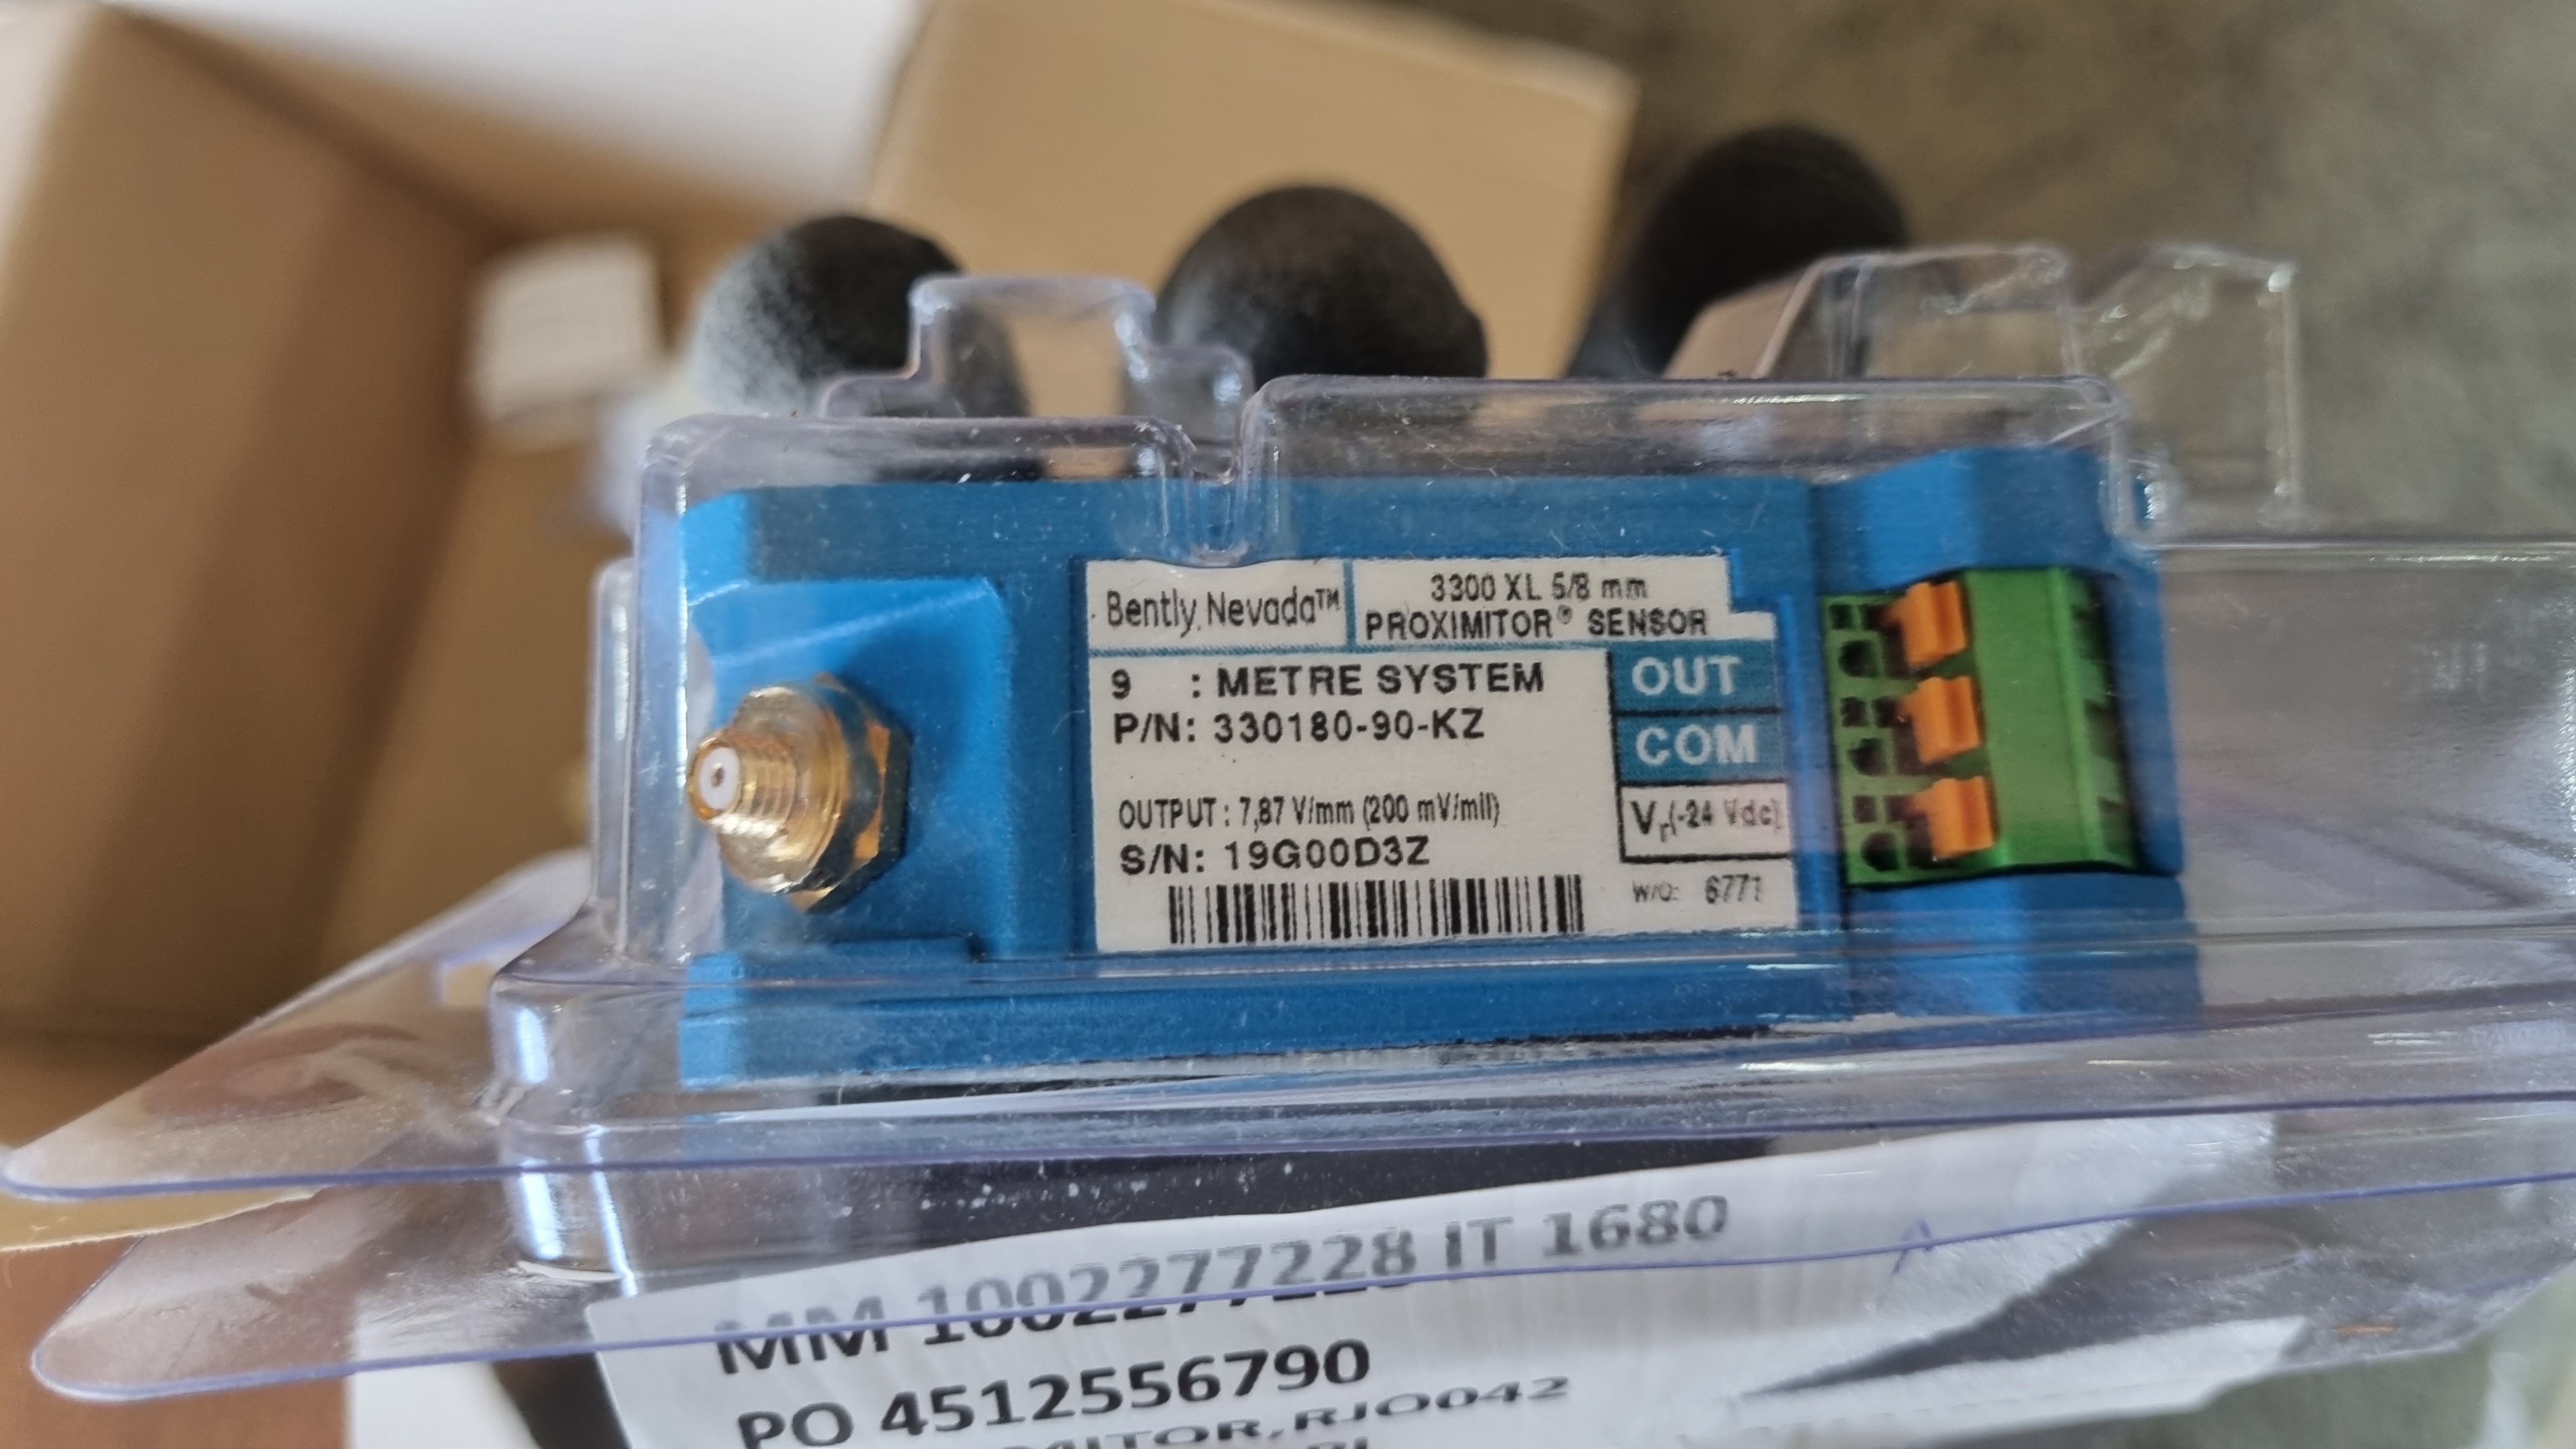 Bently Nevada™
3300 XL 5/8 mm
PROXIMITOR® SENSOR
9 : METRE SYSTEM
P/N: 330180-90-KZ
OUTPUT: 7,87 V/mm (200 mV/mil)
S/N: 19G00D3Z
OUT
COM
(-24 Vdc)
W/O: 6771
MM 1002277228 IT 1680
PO 4512556790